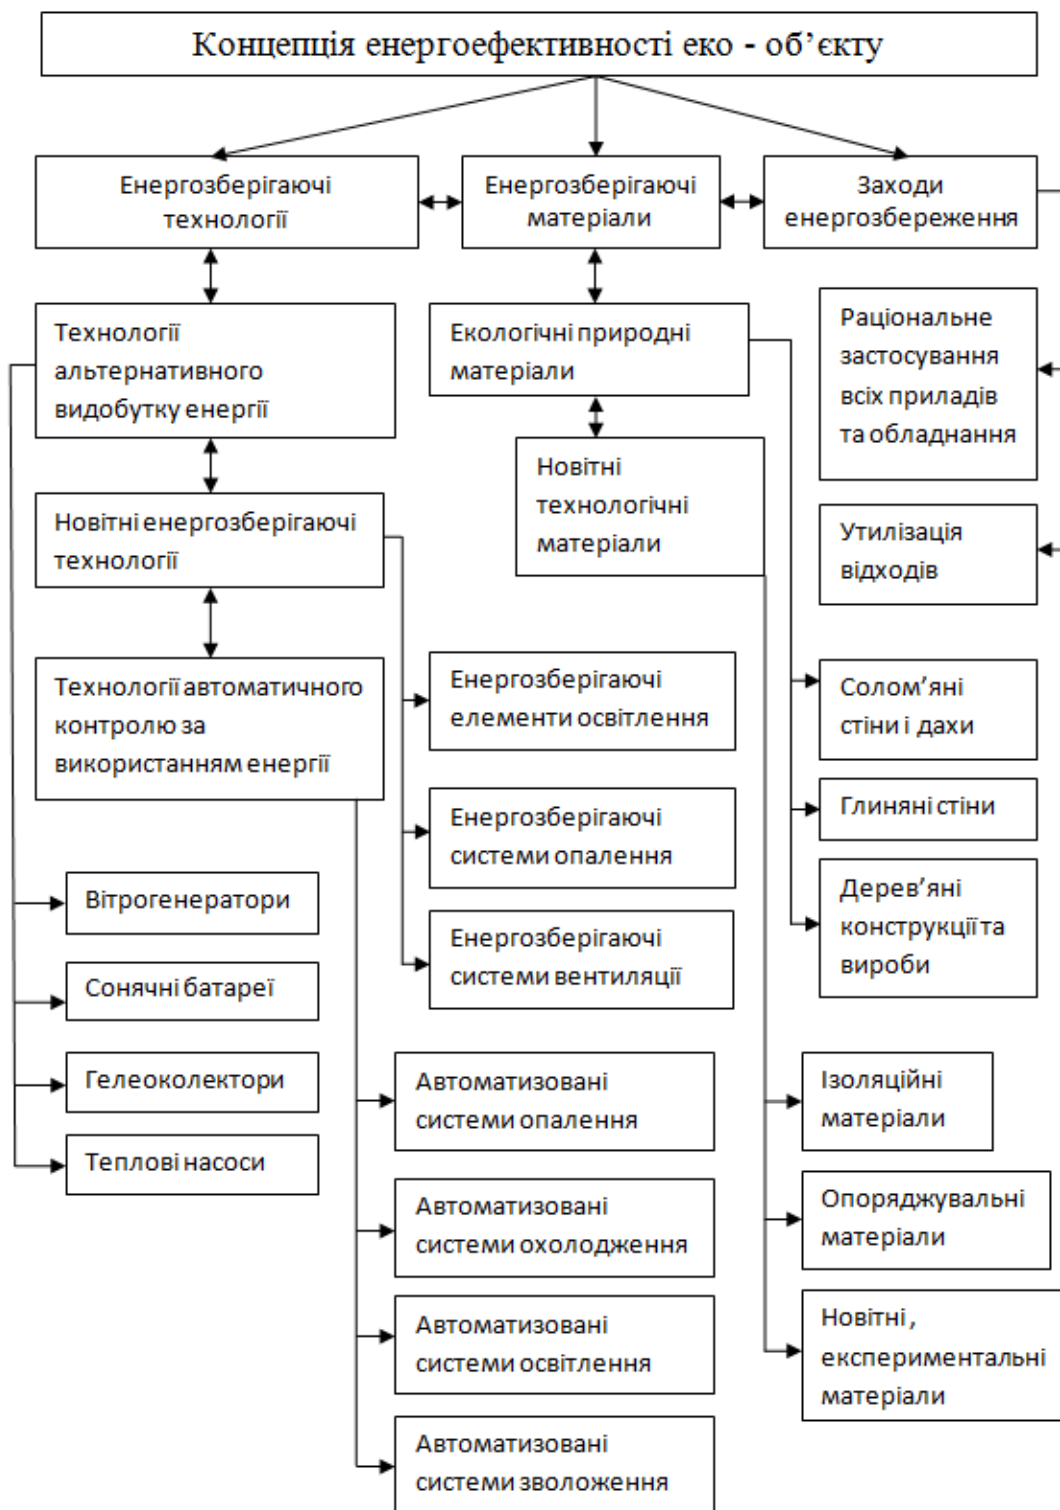 Концепція енергоефективності еко - об’єкту
Енергозберігаючі
технології
Енергозберігаючі
матеріали
Заходи
енергозбереження
Технології
альтернативного
видобутку енергії
Екологічні природні
матеріали
Раціональне
застосування
всіх приладів
та обладнання
Новітні
технологічні
матеріали
Новітні енергозберігаючі
технології
Утилізація
відходів
Технології автоматичного
контролю за
використанням енергії
Енергозберігаючі
елементи освітлення
Солом’яні
стіни і дахи
Енергозберігаючі
системи опалення
Глиняні стіни
Вітрогенератори
Дерев’яні
конструкції та
вироби
Енергозберігаючі
системи вентиляції
Сонячні батареї
Гелеоколектори
Теплові насоси
Автоматизовані
системи опалення
Ізоляційні
матеріали
Автоматизовані
системи охолодження
Опоряджувальні
матеріали
Автоматизовані
системи освітлення
Новітні ,
експериментальні
матеріали
Автоматизовані
системи зволоження